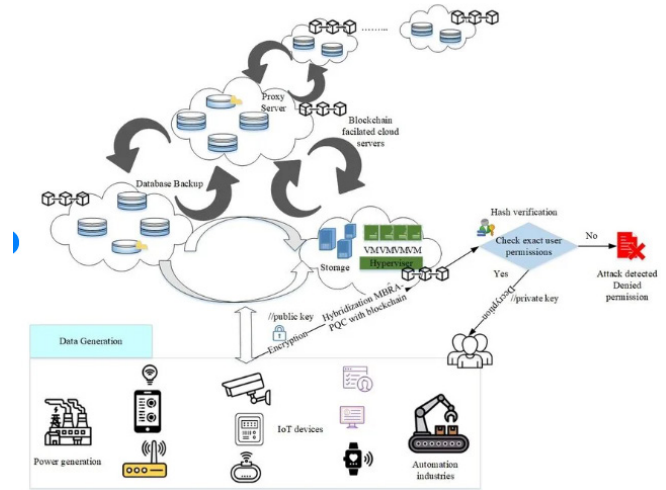 Proxy
Server
Blockchain
facilated cloud
servers
Database Backup
Storage
VMVMVMVM
Hyperviser
Hash verification
Check exact user
permissions
No
Attack detected
Denied
permission
Yes
Decryption
//private key
Hybridization MBRA-
PQC with blockchain
//public key
Encryption
Data Generation
IoT devices
Power generation
Automation
industries